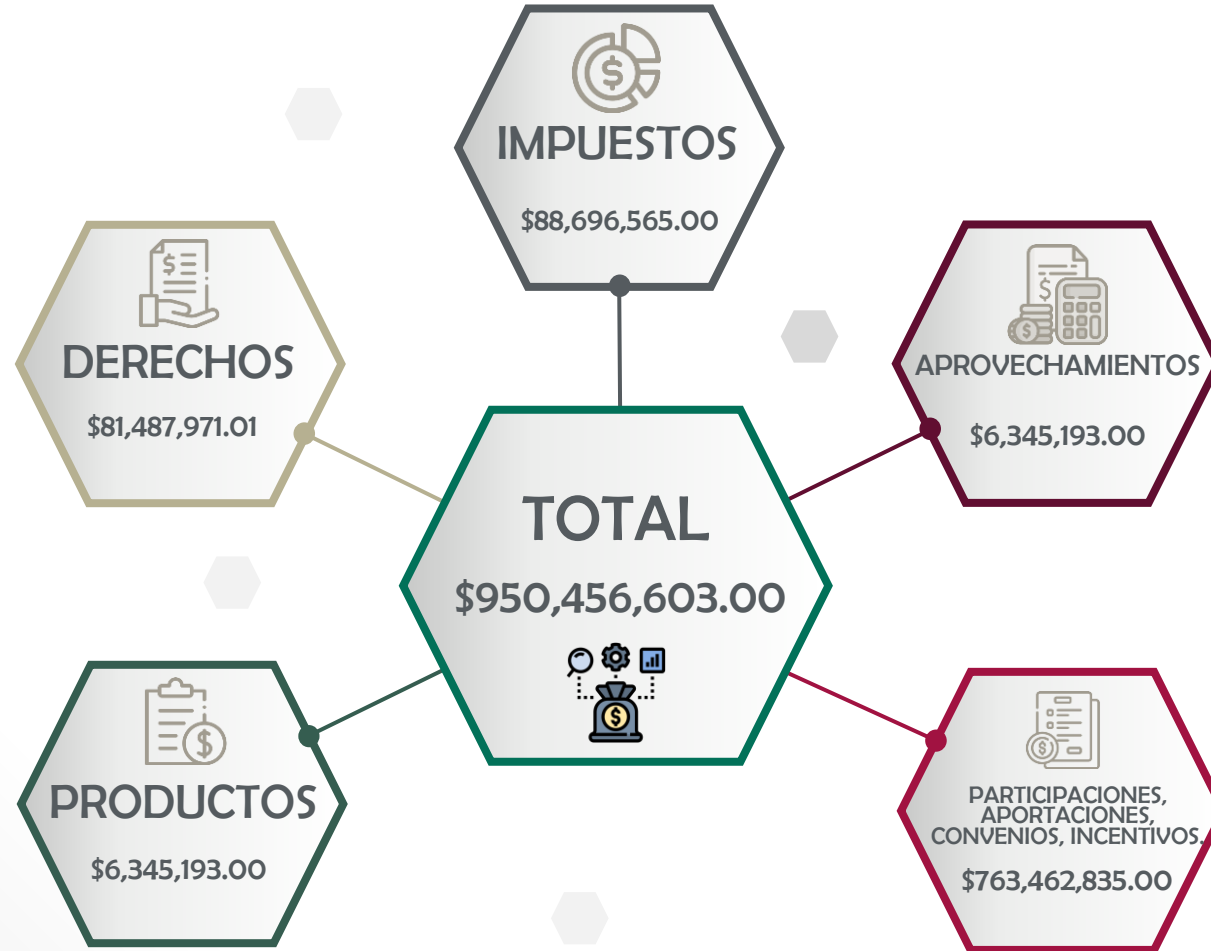 IMPUESTOS
$88,696,565.00
DERECHOS
$81,487,971.01
APROVECHAMIENTOS
$6,345,193.00
TOTAL
$950,456,603.00
PRODUCTOS
$6,345,193.00
PARTICIPACIONES,
APORTACIONES,
CONVENIOS, INCENTIVOS.
$763,462,835.00